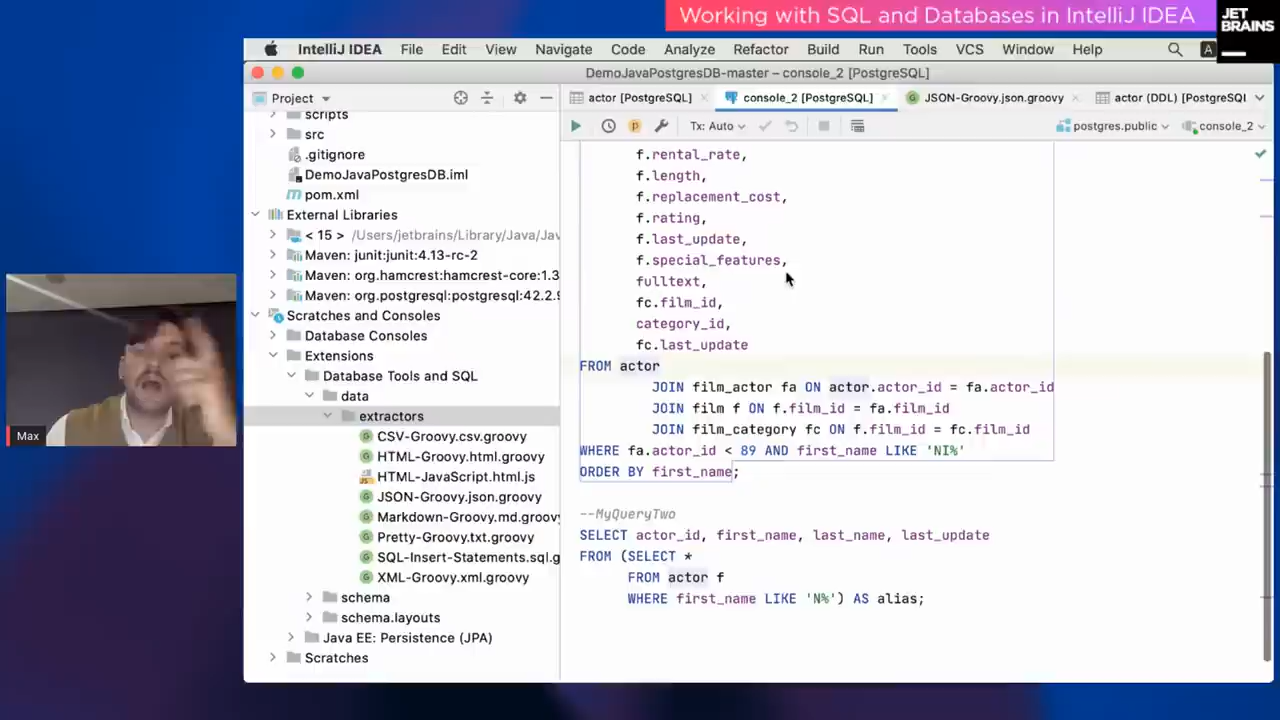 Working with SQL and Databases in IntelliJ IDEA
JET
BRAINS
IntelliJ IDEA File Edit View Navigate Code Analyze Refactor Build Run Tools VCS Window Help A
DemoJavaPostgresDB-master – console_2 [PostgreSQL]
Project
actor [PostgreSQL] console_2 [PostgreSQL] JSON-Groovy.json.groovy actor (DDL) [PostgreSQL
Tx: Auto postgres.public console_2
scripts
src
.gitignore
DemoJavaPostgresDB.iml
pom.xml
External Libraries
< 15 > /Users/jetbrains/Library/Java/Jav
Maven: junit:junit:4.13-rc-2
Maven: org.hamcrest:hamcrest-core:1.3
Maven: org.postgresql:postgresql:42.2.9
Scratches and Consoles
Database Consoles
Extensions
Database Tools and SQL
data
extractors
CSV-Groovy.csv.groovy
HTML-Groovy.html.groovy
HTML-JavaScript.html.js
JSON-Groovy.json.groovy
Markdown-Groovy.md.groovy
Pretty-Groovy.txt.groovy
SQL-Insert-Statements.sql.g
XML-Groovy.xml.groovy
schema
schema.layouts
Java EE: Persistence (JPA)
Scratches
f.rental_rate,
f.length,
f.replacement_cost,
f.rating,
f.last_update,
f.special_features,
fulltext,
fc.film_id,
category_id,
fc.last_update
FROM actor
JOIN film_actor fa ON actor.actor_id = fa.actor_id
JOIN film f ON f.film_id = fa.film_id
JOIN film_category fc ON f.film_id = fc.film_id
WHERE fa.actor_id < 89 AND first_name LIKE 'NI%'
ORDER BY first_name;
--MyQueryTwo
SELECT actor_id, first_name, last_name, last_update
FROM (SELECT *
FROM actor f
WHERE first_name LIKE 'N%') AS alias;
Max